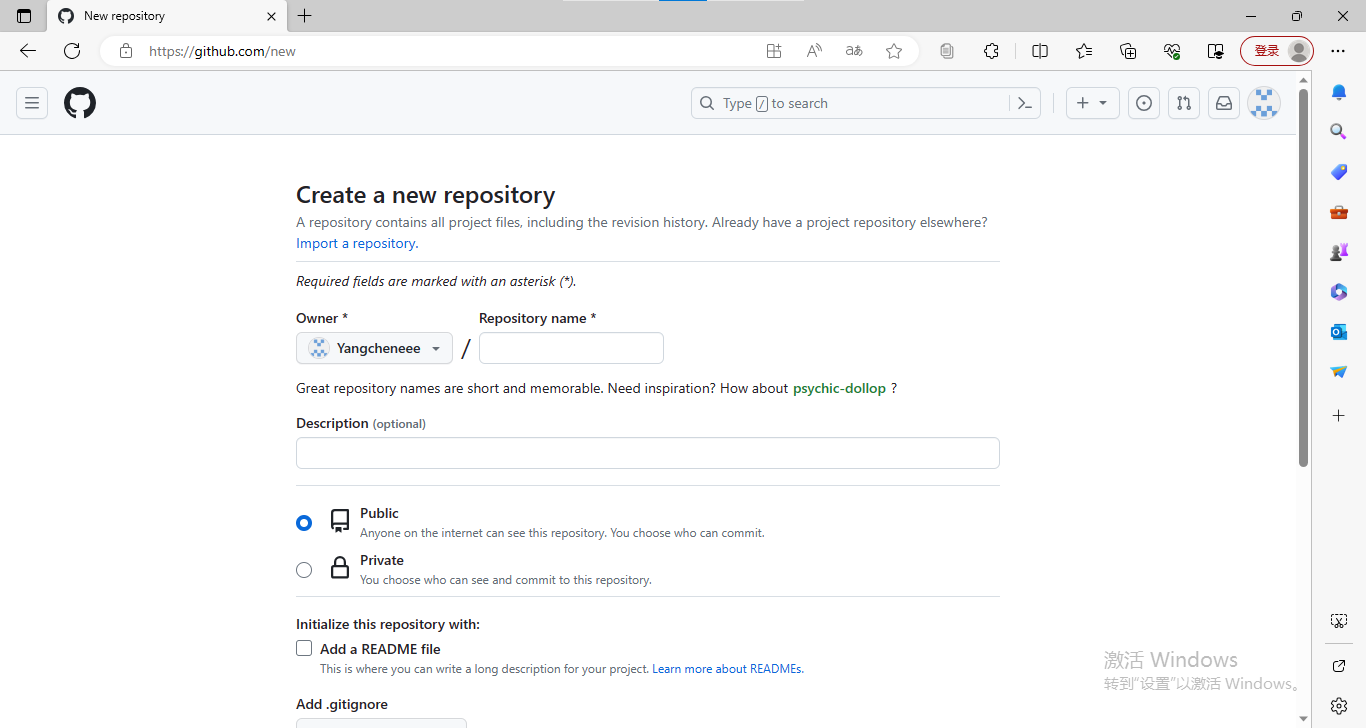 New repository
https://github.com/new
登录
Type / to search
Create a new repository
A repository contains all project files, including the revision history. Already have a project repository elsewhere?
Import a repository.
Required fields are marked with an asterisk (*).
Owner *
Repository name *
Yangcheneee
/
Great repository names are short and memorable. Need inspiration? How about psychic-dollop ?
Description (optional)
Public
Anyone on the internet can see this repository. You choose who can commit.
Private
You choose who can see and commit to this repository.
Initialize this repository with:
Add a README file
This is where you can write a long description for your project. Learn more about READMEs.
Add .gitignore
激活 Windows
转到"设置"以激活 Windows。